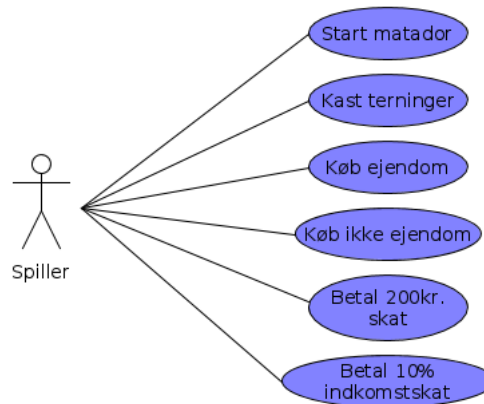 Start matador
Kast terninger
Køb ejendom
Køb ikke ejendom
Spiller
Betal 200kr.
skat
Betal 10%
indkomstskat